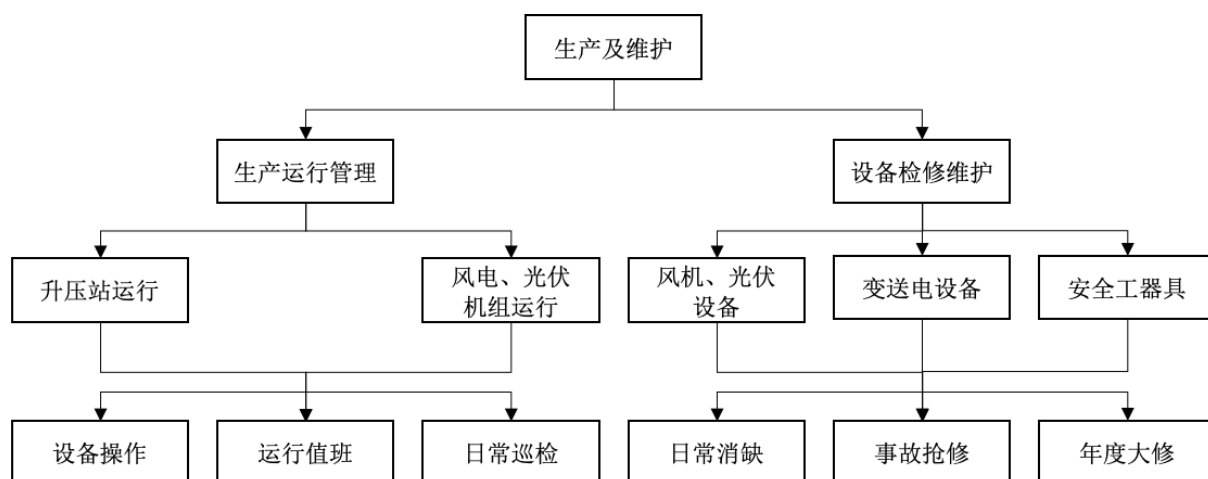 生产及维护
生产运行管理
设备检修维护
升压站运行
风电、光伏
机组运行
风机、光伏
设备
变送电设备
安全工器具
设备操作
运行值班
日常巡检
日常消缺
事故抢修
年度大修